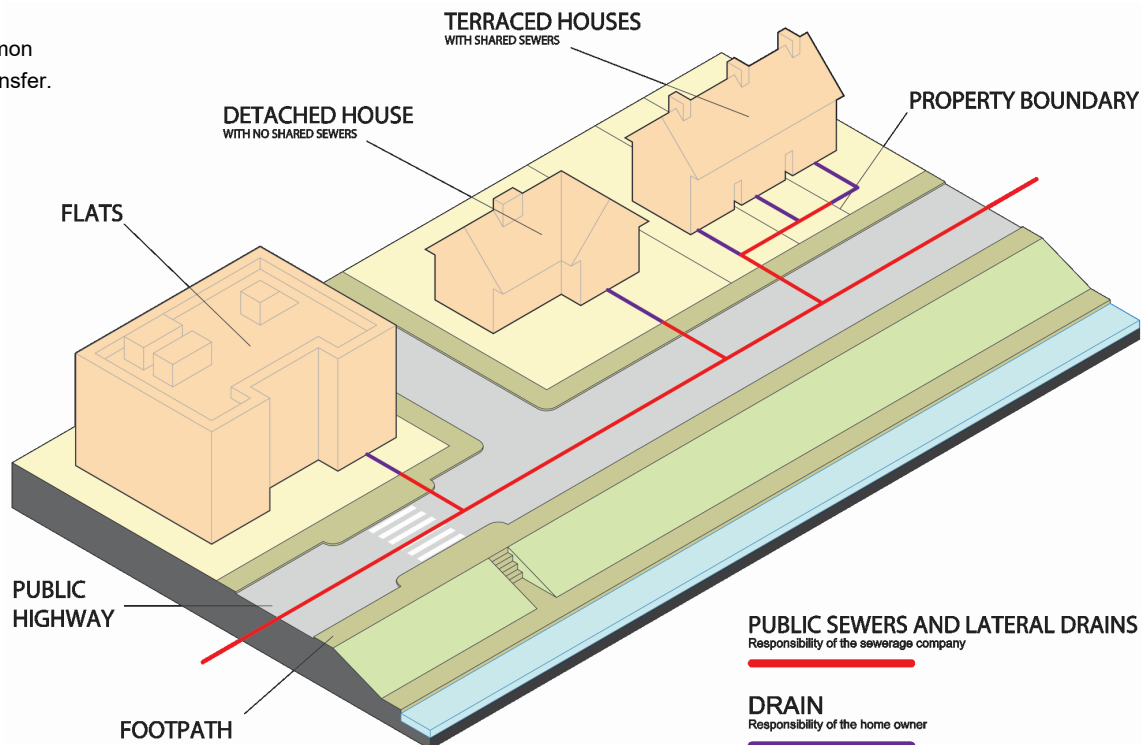 TERRACED HOUSES
WITH SHARED SEWERS
DETACHED HOUSE
WITH NO SHARED SEWERS
PROPERTY BOUNDARY
FLATS
PUBLIC
HIGHWAY
FOOTPATH
PUBLIC SEWERS AND LATERAL DRAINS
Responsibility of the sewerage company
DRAIN
Responsibility of the home owner